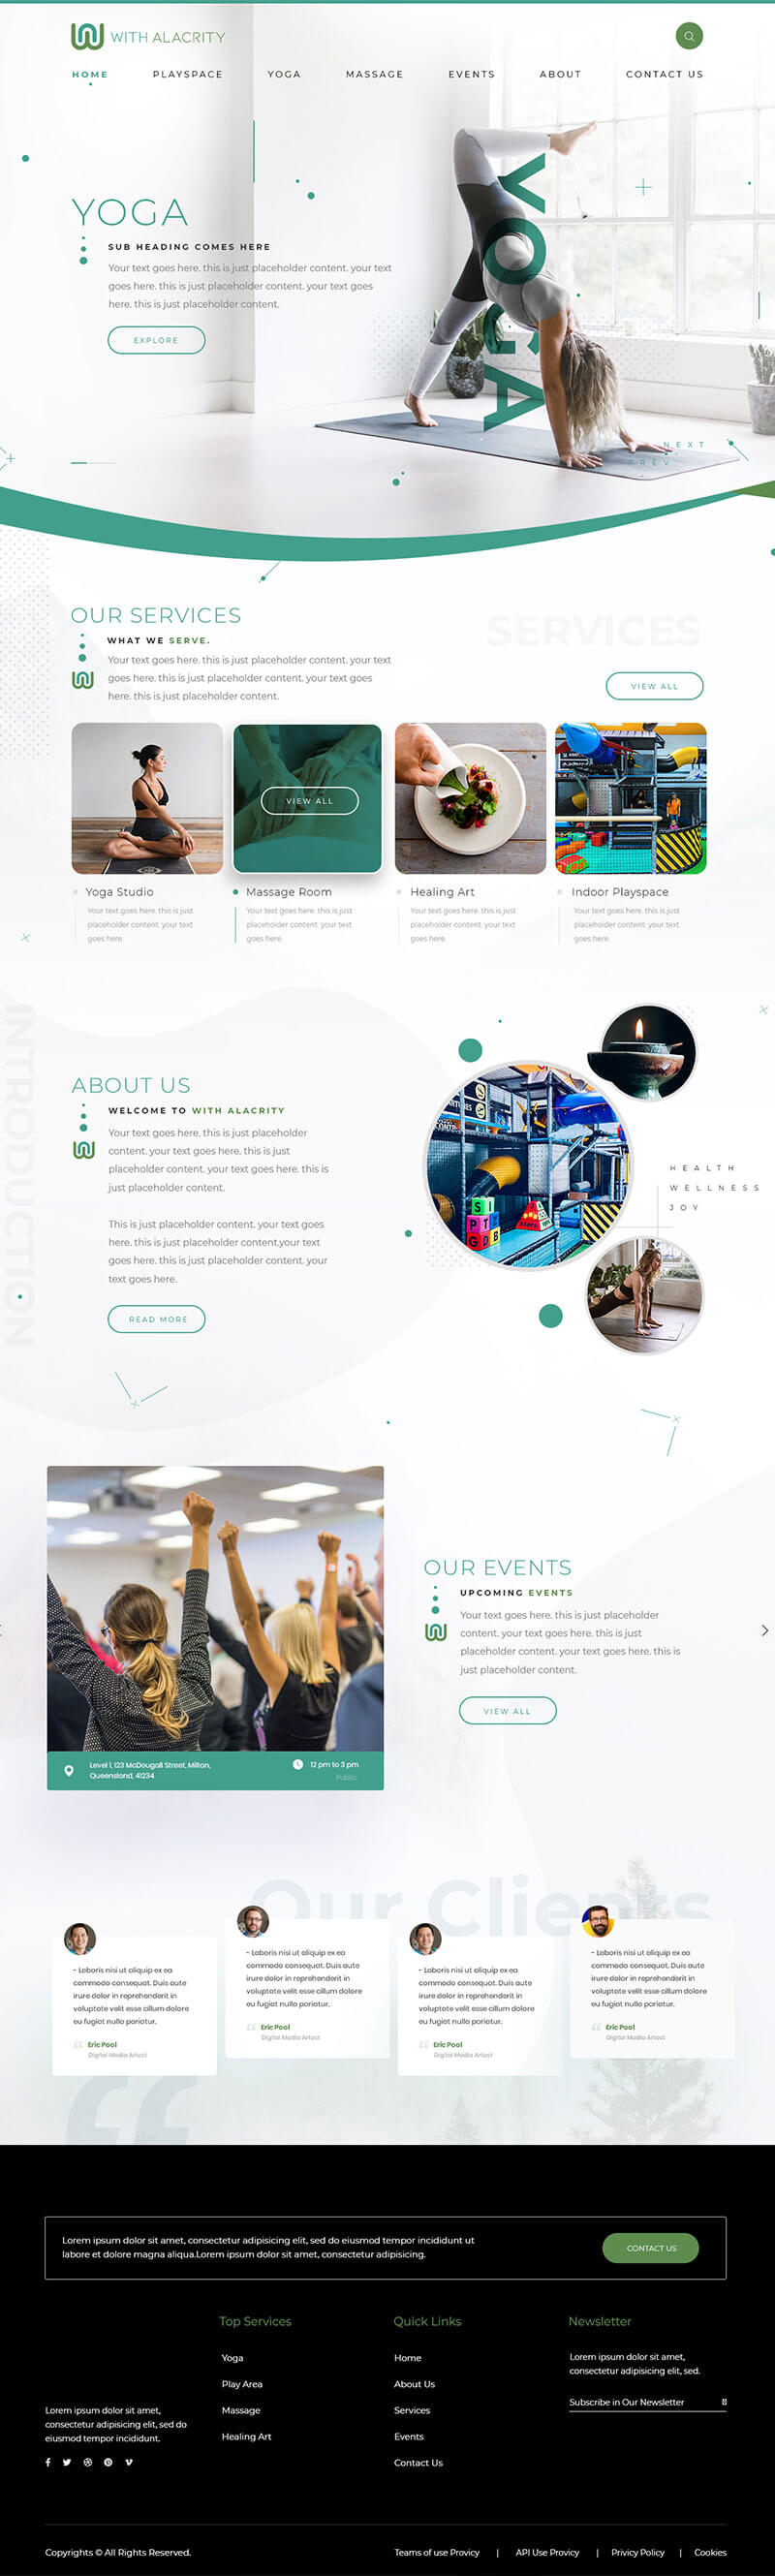 WITH ALACRITY
HOME PLAYSPACE YOGA MASSAGE EVENTS ABOUT CONTACT US
YOGA
YOGA
SUB HEADING COMES HERE
Your text goes here. this is just placeholder content. your text
goes here. this is just placeholder content. your text goes
here. this is just placeholder content.
EXPLORE
NEXT
PREV
OUR SERVICES
SERVICES
WHAT WE SERVE.
Your text goes here. this is just placeholder content. your text
goes here. this is just placeholder content. your text goes
here. this is just placeholder content.
VIEW ALL
VIEW ALL
Yoga Studio
Your text goes here. this is just
placeholder content. your text
goes here.
Massage Room
Your text goes here. this is just
placeholder content. your text
goes here.
Healing Art
Your text goes here. this is just
placeholder content. your text
goes here.
Indoor Playspace
Your text goes here. this is just
placeholder content. your text
goes here.
INTRODUCTION
ABOUT US
WELCOME TO WITH ALACRITY
Your text goes here. this is just placeholder
content. your text goes here. this is just
placeholder content. your text goes here. this is
just placeholder content.
This is just placeholder content. your text goes
here. this is just placeholder content.your text
goes here. this is just placeholder content. your
text goes here.
READ MORE
HEALTH
WELLNESS
JOY
OUR EVENTS
UPCOMING EVENTS
Your text goes here. this is just placeholder
content. your text goes here. this is just
placeholder content. your text goes here. this is
just placeholder content.
VIEW ALL
Level 1, 123 McDougall Street, Milton,
Queensland, 41234
12 pm to 3 pm
Public
Our Clients
- Laboris nisi ut aliquip ex ea
commodo consequat. Duis aute
irure dolor in reprehenderit in
voluptate velit esse cillum dolore
eu fugiat nulla pariatur.
Eric Pool
Digital Media Artest
- Laboris nisi ut aliquip ex ea
commodo consequat. Duis aute
irure dolor in reprehenderit in
voluptate velit esse cillum dolore
eu fugiat nulla pariatur.
Eric Pool
Digital Media Artest
- Laboris nisi ut aliquip ex ea
commodo consequat. Duis aute
irure dolor in reprehenderit in
voluptate velit esse cillum dolore
eu fugiat nulla pariatur.
Eric Pool
Digital Media Artest
- Laboris nisi ut aliquip ex ea
commodo consequat. Duis aute
irure dolor in reprehenderit in
voluptate velit esse cillum dolore
eu fugiat nulla pariatur.
Eric Pool
Digital Media Artest
Lorem ipsum dolor sit amet, consectetur adipisicing elit, sed do eiusmod tempor incididunt ut
labore et dolore magna aliqua.Lorem ipsum dolor sit amet, consectetur adipisicing.
CONTACT US
Lorem ipsum dolor sit amet,
consectetur adipisicing elit, sed do
eiusmod tempor incididunt.
Top Services
Yoga
Play Area
Massage
Healing Art
Quick Links
Home
About Us
Services
Events
Contact Us
Newsletter
Lorem ipsum dolor sit amet,
consectetur adipisicing elit, sed.
Subscribe in Our Newsletter
Copyrights © All Rights Reserved.
Teams of use Provicy | API Use Provicy | Privicy Policy | Cookies